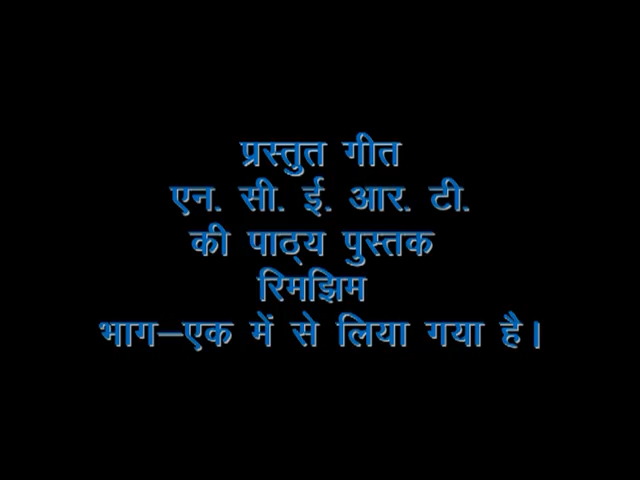 प्रस्तुत गीत
एन. सी. ई. आर. टी.
की पाठ्य पुस्तक
रिमझिम
भाग–एक में से लिया गया है।